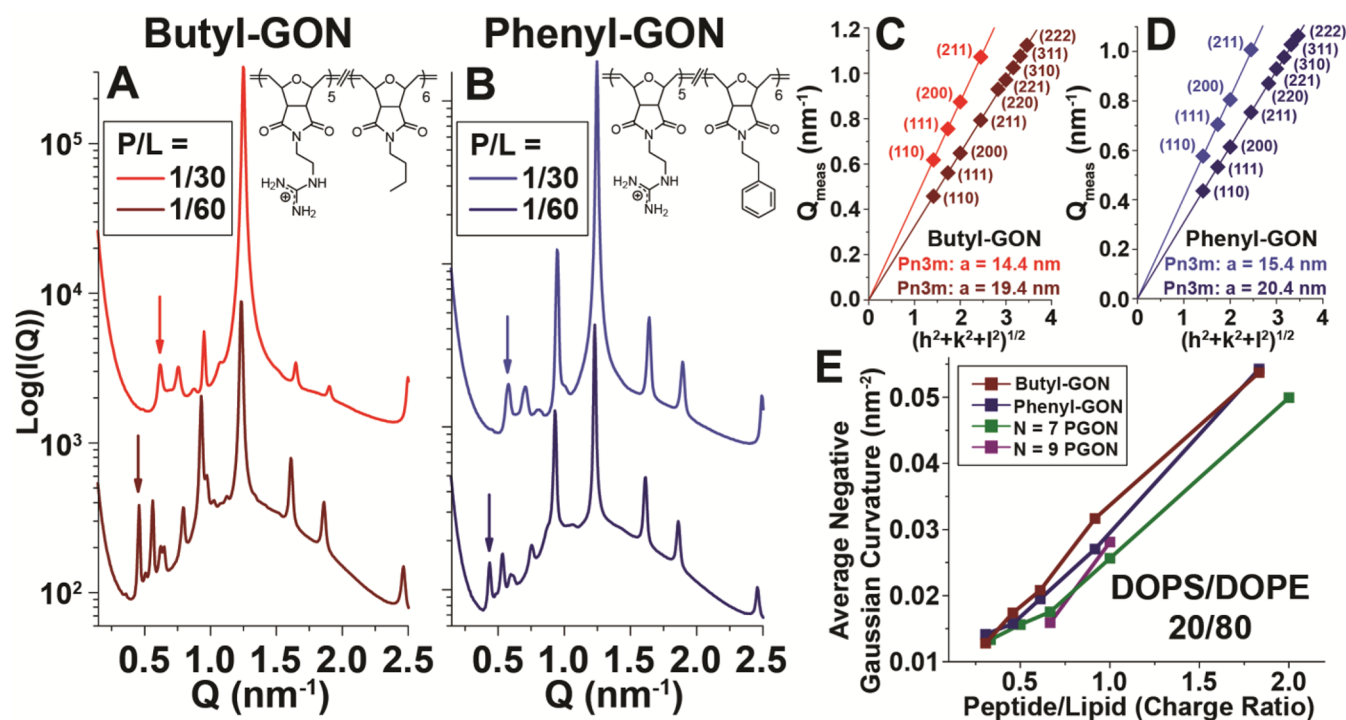 Butyl-GON
Phenyl-GON
A
O
5
6
O N O
O N O
NH
H₂N
⊕
NH₂
P/L =
1/30
1/60
B
O
5
6
O N O
O N O
NH
H₂N
⊕
NH₂
P/L =
1/30
1/60
Log(I(Q))
10⁵
10⁴
10³
10²
0.5 1.0 1.5 2.0 2.5
Q (nm⁻¹)
0.5 1.0 1.5 2.0 2.5
Q (nm⁻¹)
C
Qmeas (nm⁻¹)
1.2
1.0
0.8
0.6
0.4
0.2
0.0
(211)
(200)
(111)
(110)
(222)
(311)
(310)
(221)
(220)
(211)
(200)
(111)
(110)
Butyl-GON
Pn3m: a = 14.4 nm
Pn3m: a = 19.4 nm
0 1 2 3 4
(h²+k²+l²)¹/²
D
Qmeas (nm⁻¹)
1.0
0.8
0.6
0.4
0.2
0.0
(211)
(200)
(111)
(110)
(222)
(311)
(310)
(221)
(220)
(211)
(200)
(111)
(110)
Phenyl-GON
Pn3m: a = 15.4 nm
Pn3m: a = 20.4 nm
0 1 2 3 4
(h²+k²+l²)¹/²
E
Average Negative
Gaussian Curvature (nm⁻²)
0.05
0.04
0.03
0.02
0.01
Butyl-GON
Phenyl-GON
N = 7 PGON
N = 9 PGON
DOPS/DOPE
20/80
0.5 1.0 1.5 2.0
Peptide/Lipid (Charge Ratio)